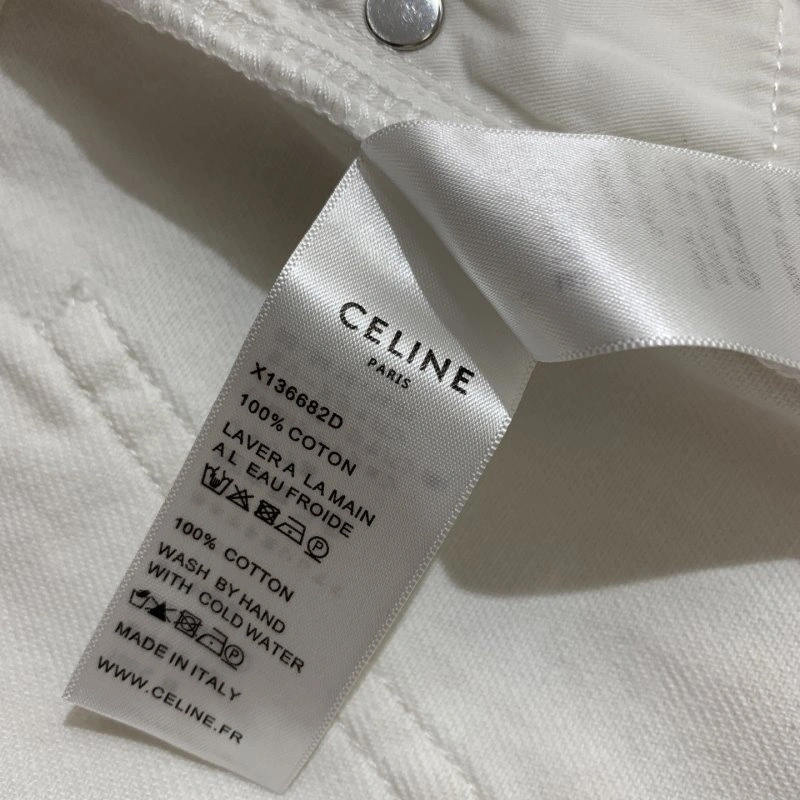 CELINE
PARIS
X136682D
100% COTON
LAVER A LA MAIN
A L EAU FROIDE
100% COTTON
WASH BY HAND
WITH COLD WATER
MADE IN ITALY
WWW.CELINE.FR